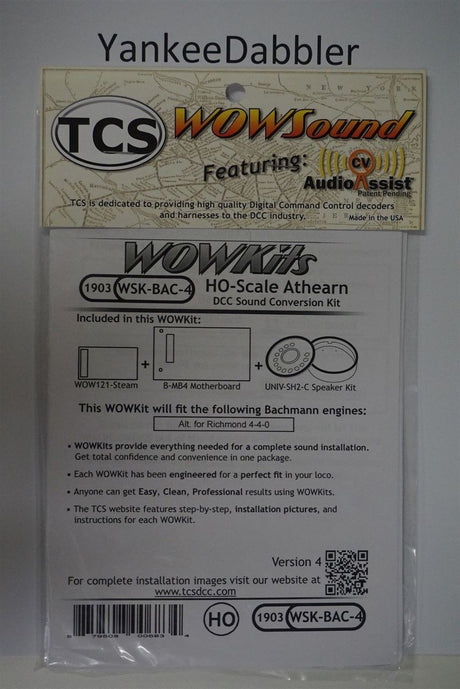 YankeeDabbler
TCS
WOWSound
Featuring:
CV
AudioAssist
Patent Pending
TCS is dedicated to providing high quality Digital Command Control decoders
and harnesses to the DCC industry.
Made in the USA
WOWKits
1903 WSK-BAC-4
HO-Scale Athearn
DCC Sound Conversion Kit
Included in this WOWKit:
+ +
WOW121-Steam B-MB4 Motherboard UNIV-SH2-C Speaker Kit
This WOWKit will fit the following Bachmann engines:
Alt. for Richmond 4-4-0
• WOWKits provide everything needed for a complete sound installation.
Get total confidence and convenience in one package.
• Each WOWKit has been engineered for a perfect fit in your loco.
• Anyone can get Easy, Clean, Professional results using WOWKits.
• The TCS website features step-by-step, installation pictures, and
instructions for each WOWKit.
Version 4
For complete installation images visit our website at
www.tcsdcc.com
HO
1903 WSK-BAC-4